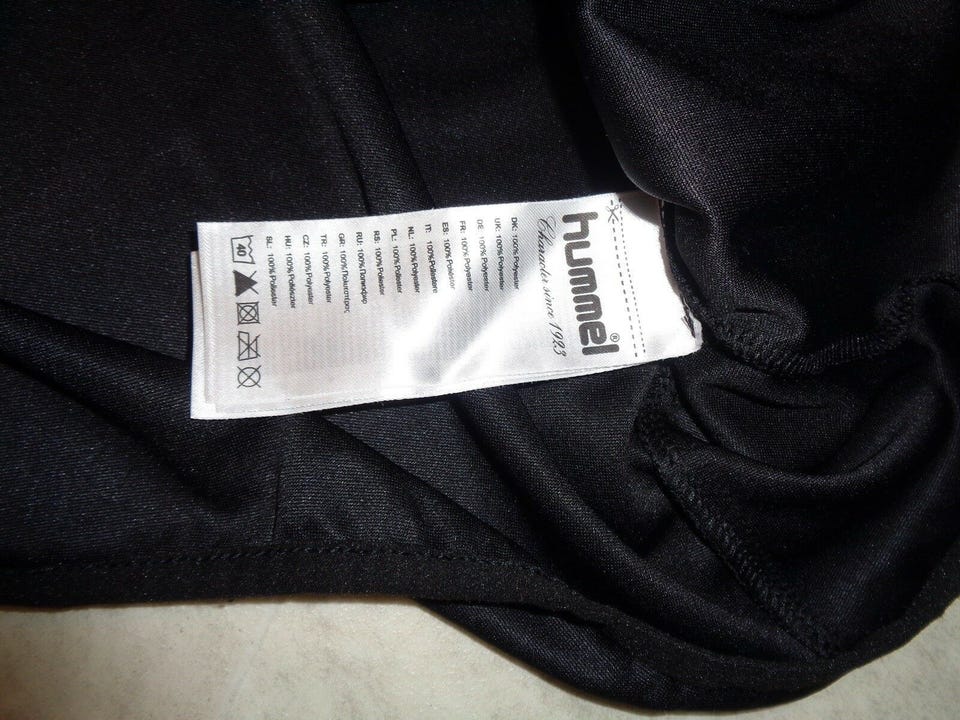 hummel®
Character since 1923
DK: 100% Polyester
UK: 100% Polyester
DE: 100% Polyester
FR: 100% Polyester
ES: 100% Poliéster
IT: 100% Poliestere
NL: 100% Polyester
PL: 100% Poliester
RS: 100% Poliester
RU: 100% Полиэфир
GR: 100% Πολυεστέρας
TR: 100% Polyester
CZ: 100% Polyester
HU: 100% Poliészter
SL: 100% Poliester
40